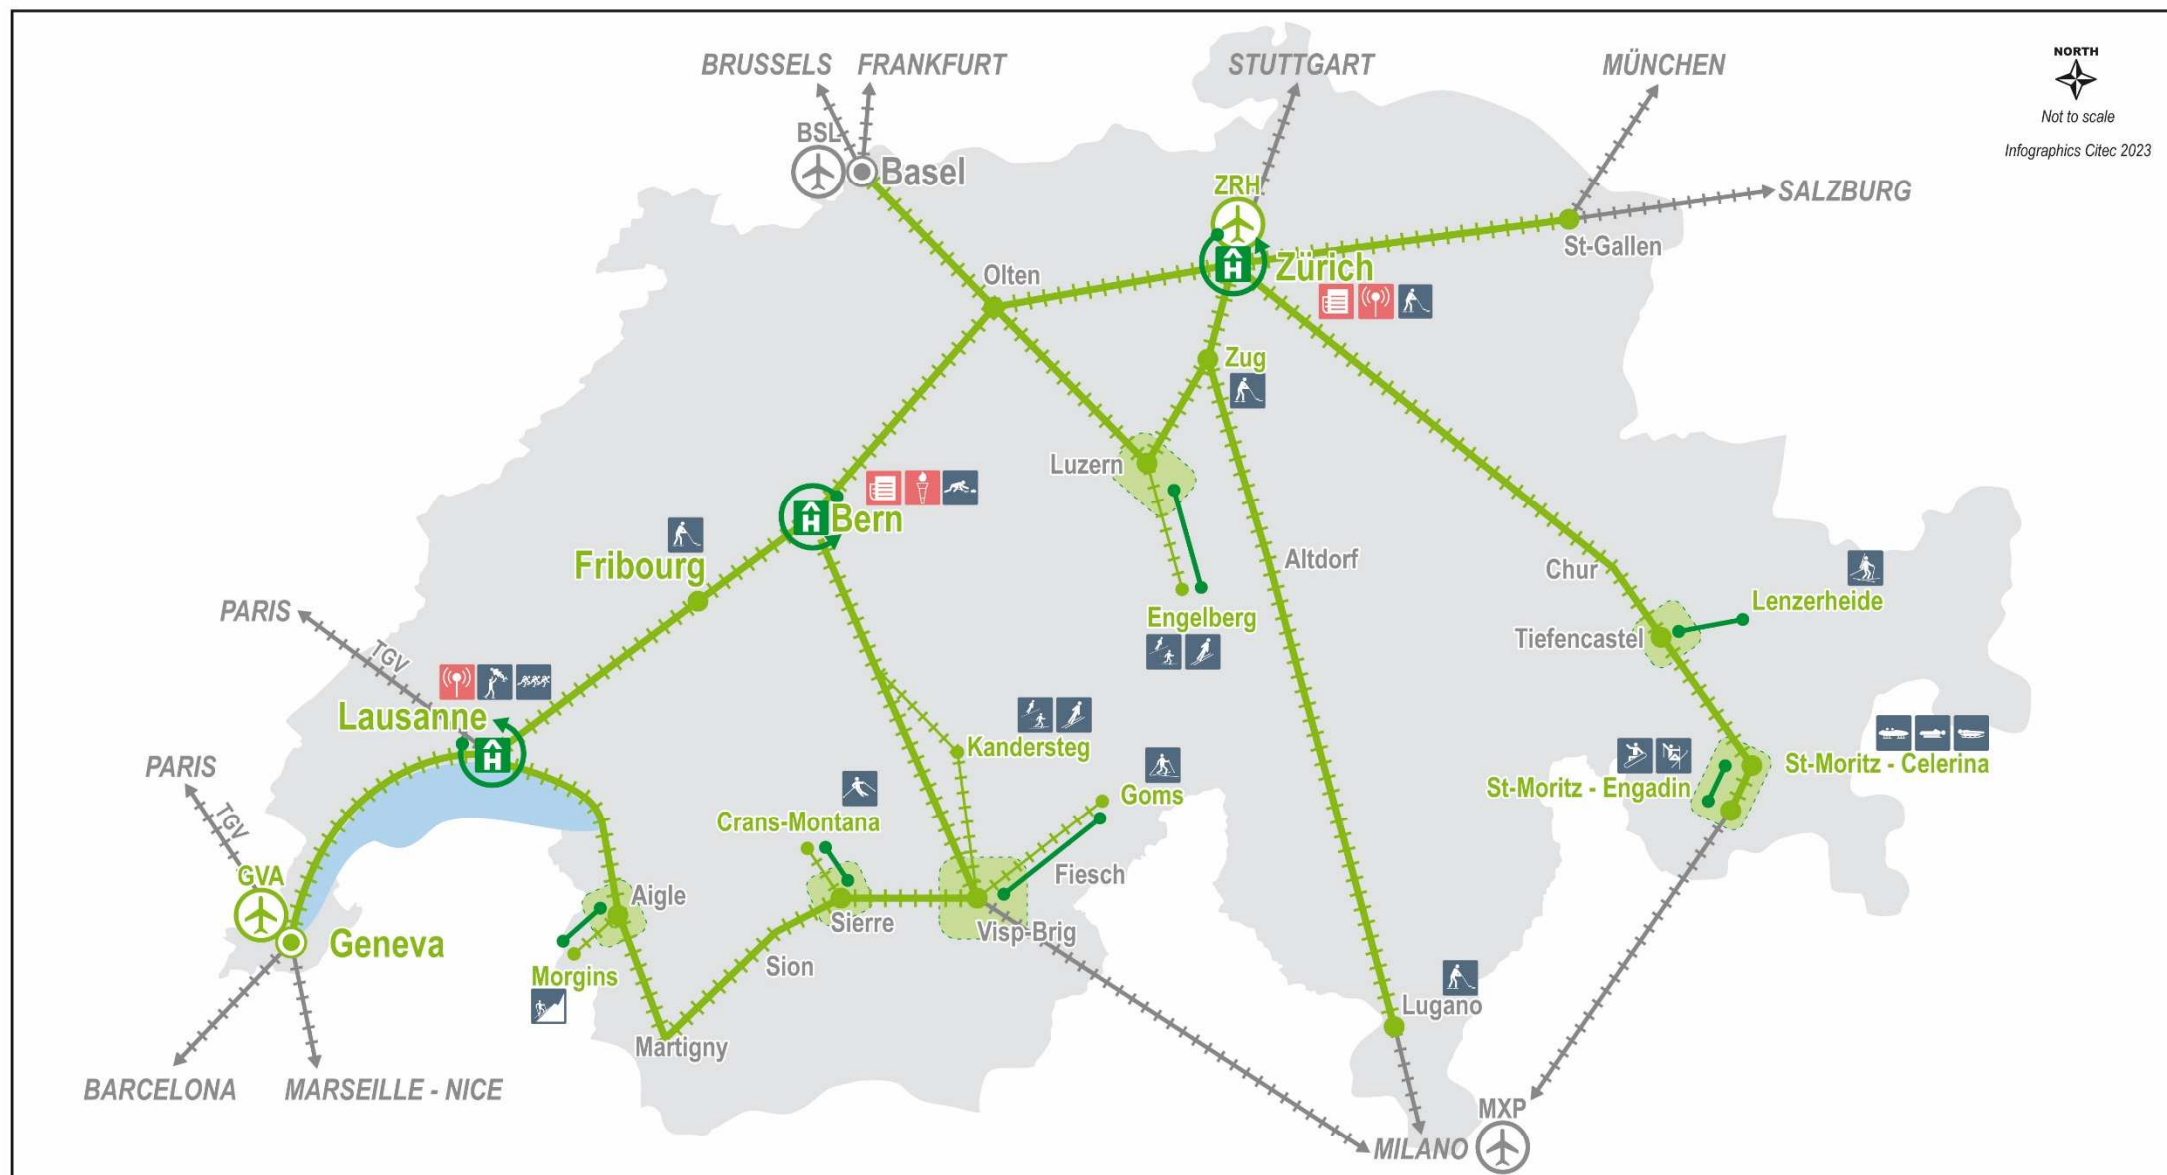 BRUSSELS
FRANKFURT
STUTTGART
MÜNCHEN
NORTH
Not to scale
Infographics Citec 2023
BSL
Basel
ZRH
SALZBURG
St-Gallen
Olten
Zürich
Zug
Luzern
Bern
Fribourg
Altdorf
Chur
Lenzerheide
PARIS
TGV
Engelberg
Tiefencastel
Lausanne
Kandersteg
PARIS
TGV
Goms
St-Moritz - Celerina
St-Moritz - Engadin
Crans-Montana
GVA
Fiesch
Aigle
Sierre
Visp-Brig
Geneva
Sion
Morgins
Lugano
Martigny
BARCELONA
MARSEILLE - NICE
MXP
MILANO
H
H
H